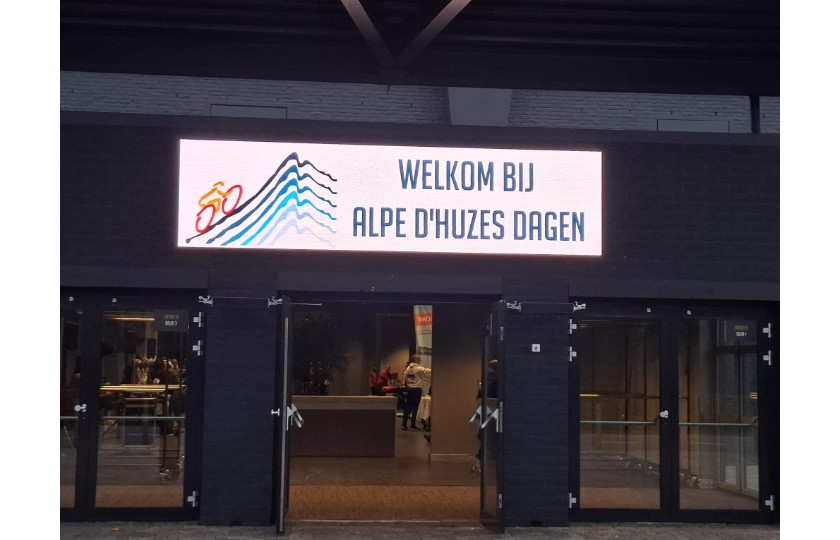 WELKOM BIJ
ALPE D'HUZES DAGEN